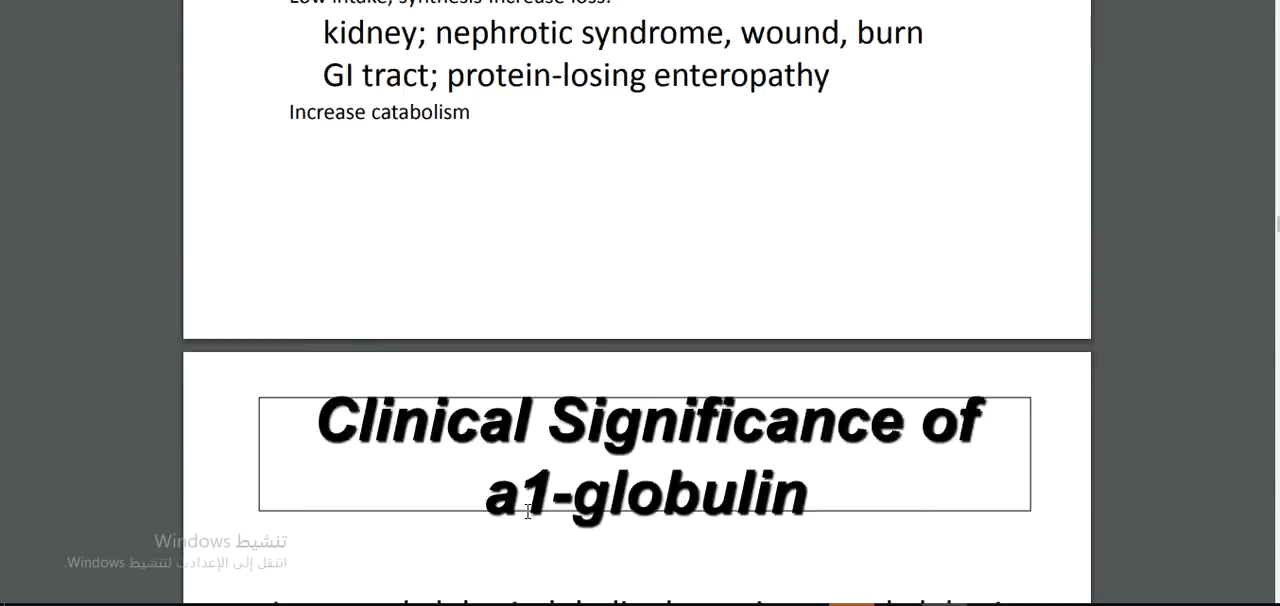 kidney; nephrotic syndrome, wound, burn
GI tract; protein-losing enteropathy
Increase catabolism
Clinical Significance of
a1-globulin
تنشيط Windows
انتقل إلى الإعدادات لتنشيط Windows.